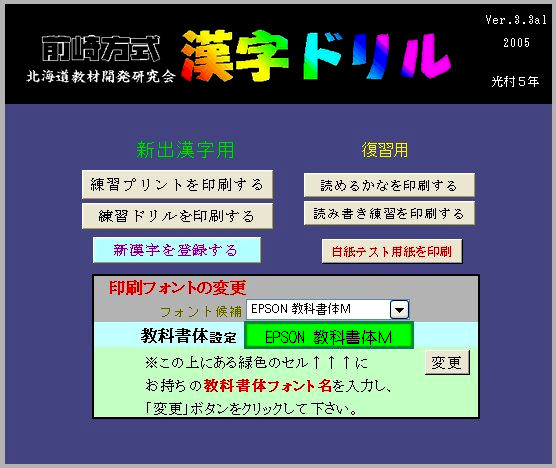 Ver.3.3a1
2005
前崎方式
漢字ドリル
北海道教材開発研究会
光村5年
新出漢字用
復習用
練習プリントを印刷する
読めるかなを印刷する
練習ドリルを印刷する
読み書き練習を印刷する
新漢字を登録する
白紙テスト用紙を印刷
印刷フォントの変更
フォント候補 EPSON 教科書体M
教科書体設定 EPSON 教科書体M
※この上にある緑色のセル↑↑↑に
変更
お持ちの教科書体フォント名を入力し、
「変更」ボタンをクリックして下さい。